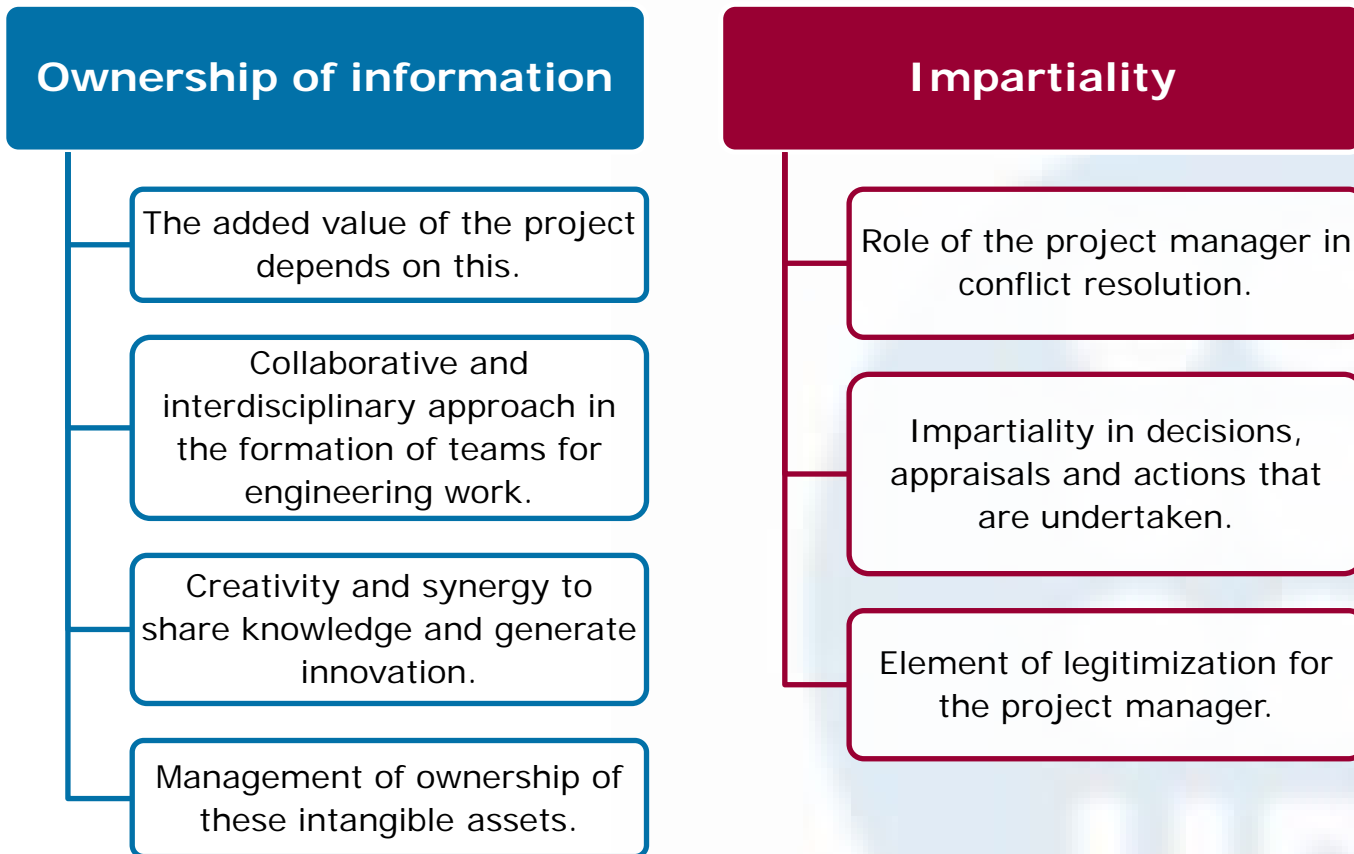 Ownership of information
The added value of the project
depends on this.
Collaborative and
interdisciplinary approach in
the formation of teams for
engineering work.
Creativity and synergy to
share knowledge and generate
innovation.
Management of ownership of
these intangible assets.
Impartiality
Role of the project manager in
conflict resolution.
Impartiality in decisions,
appraisals and actions that
are undertaken.
Element of legitimization for
the project manager.